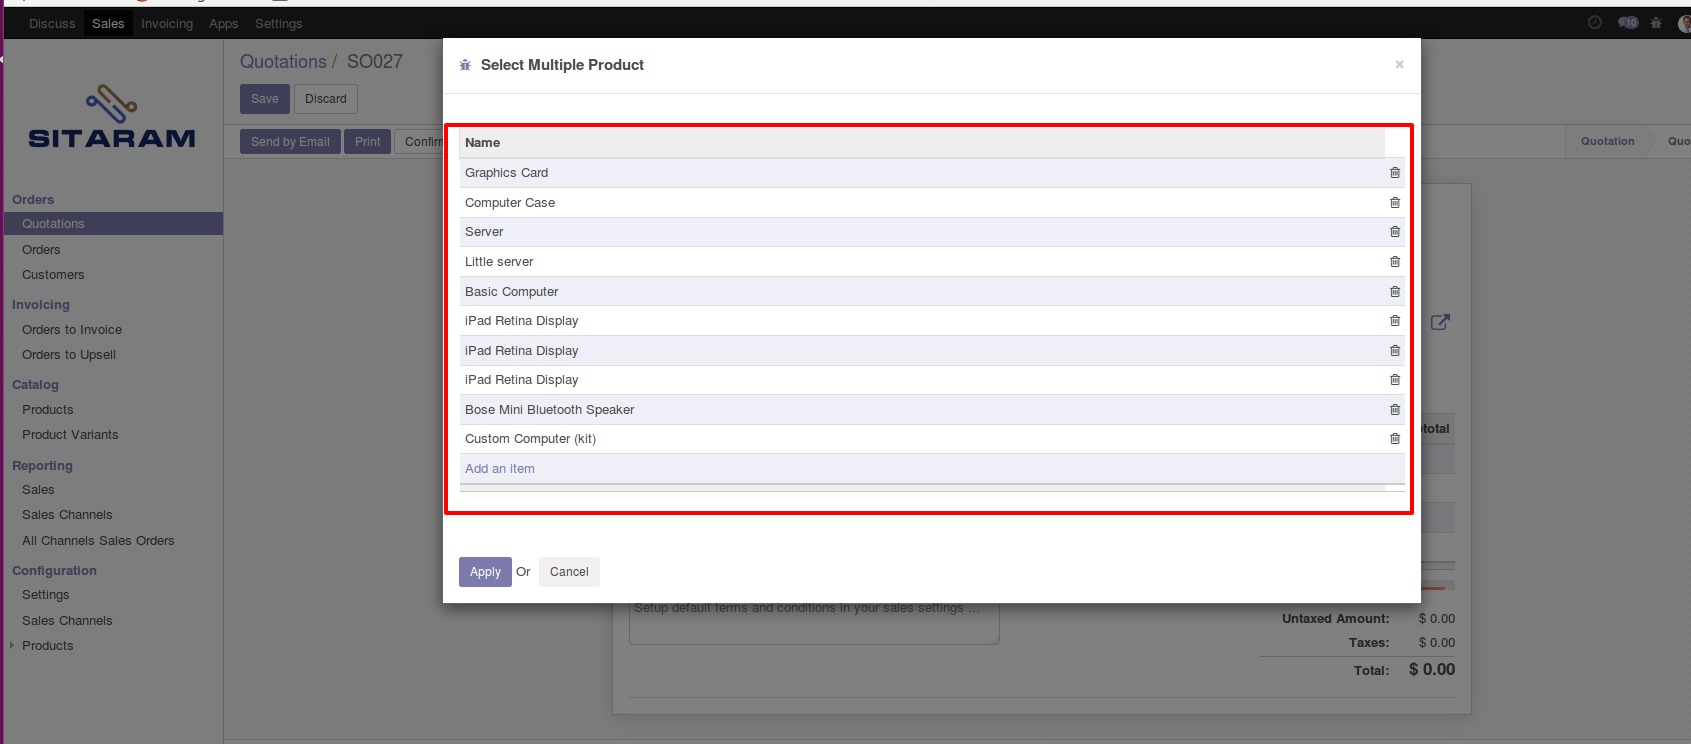 Discuss Sales Invoicing Apps Settings
10
Quotations / SO027
Save Discard
Send by Email Print Confirm
Quotation
SITARAM
Orders
Quotations
Orders
Customers
Invoicing
Orders to Invoice
Orders to Upsell
Catalog
Products
Product Variants
Reporting
Sales
Sales Channels
All Channels Sales Orders
Configuration
Settings
Sales Channels
Products
Select Multiple Product
×
Name
Graphics Card
Computer Case
Server
Little server
Basic Computer
iPad Retina Display
iPad Retina Display
iPad Retina Display
Bose Mini Bluetooth Speaker
Custom Computer (kit)
Add an item
Apply Or Cancel
total
Setup default terms and conditions in your sales settings ...
Untaxed Amount: $ 0.00
Taxes: $ 0.00
Total: $ 0.00